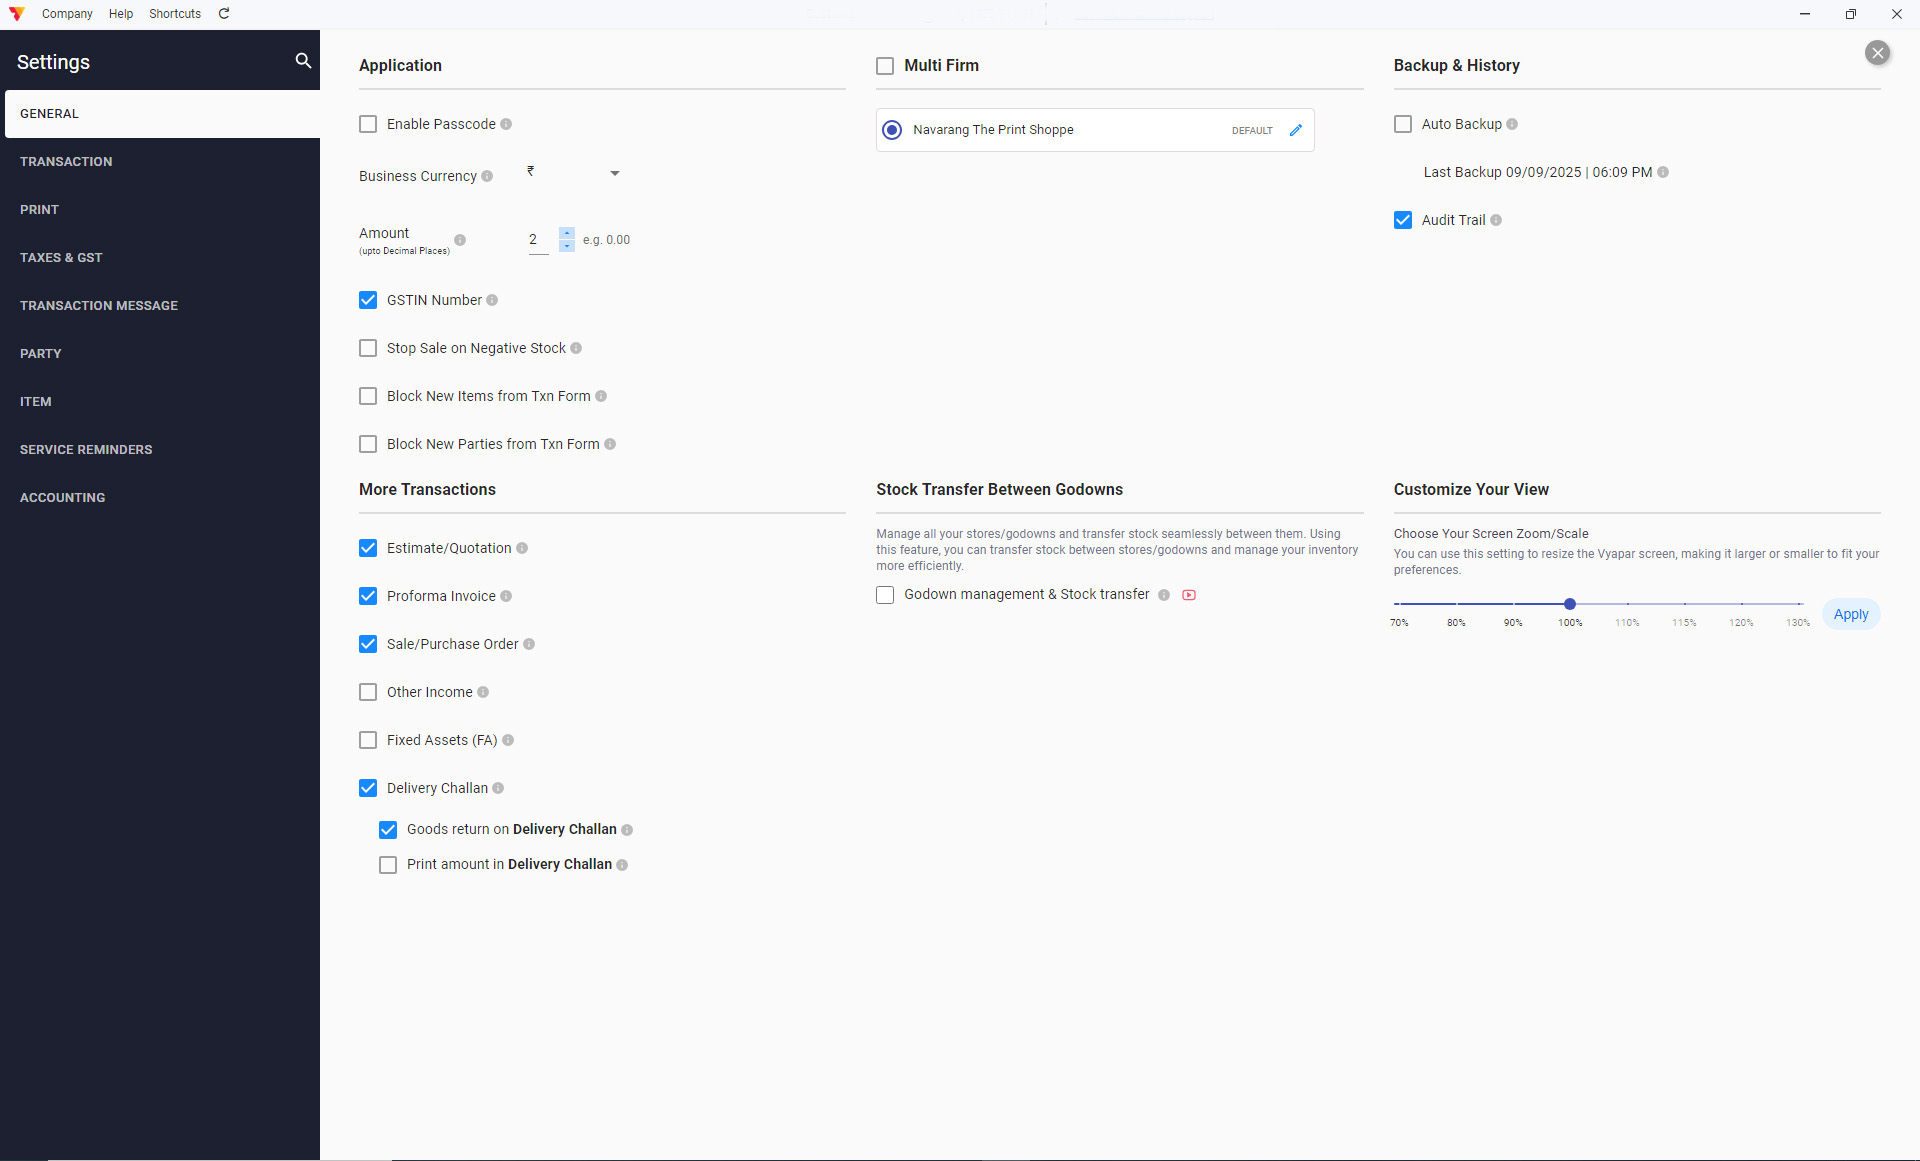 Company Help Shortcuts
Settings
GENERAL
TRANSACTION
PRINT
TAXES & GST
TRANSACTION MESSAGE
PARTY
ITEM
SERVICE REMINDERS
ACCOUNTING
Application
Enable Passcode
Business Currency ₹
Amount
(upto Decimal Places)
2 e.g. 0.00
GSTIN Number
Stop Sale on Negative Stock
Block New Items from Txn Form
Block New Parties from Txn Form
Multi Firm
Navarang The Print Shoppe DEFAULT
Backup & History
Auto Backup
Last Backup 09/09/2025 | 06:09 PM
Audit Trail
More Transactions
Estimate/Quotation
Proforma Invoice
Sale/Purchase Order
Other Income
Fixed Assets (FA)
Delivery Challan
Goods return on Delivery Challan
Print amount in Delivery Challan
Stock Transfer Between Godowns
Manage all your stores/godowns and transfer stock seamlessly between them. Using
this feature, you can transfer stock between stores/godowns and manage your inventory
more efficiently.
Godown management & Stock transfer
Customize Your View
Choose Your Screen Zoom/Scale
You can use this setting to resize the Vyapar screen, making it larger or smaller to fit your
preferences.
70% 80% 90% 100% 110% 115% 120% 130%
Apply